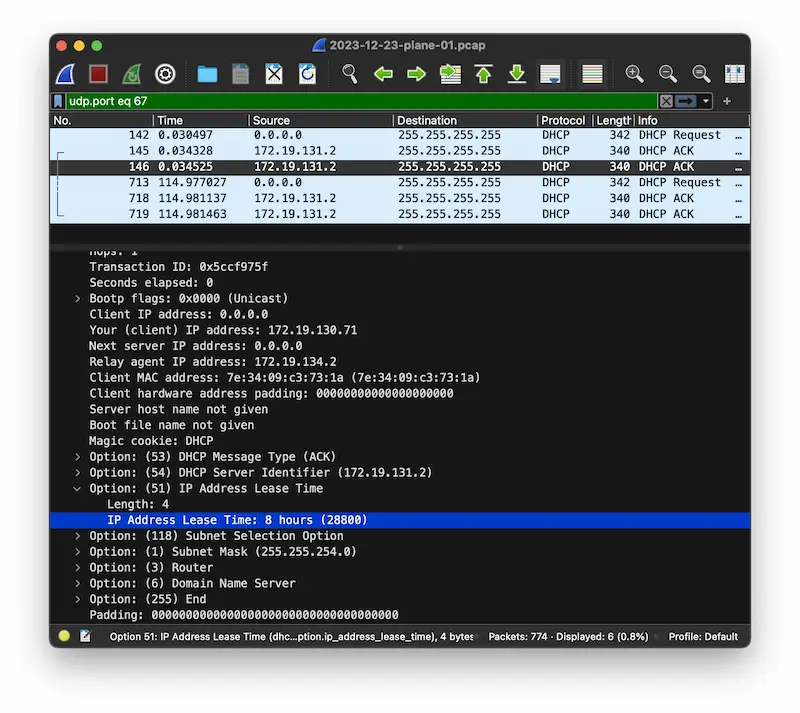 2023-12-23-plane-01.pcap
udp.port eq 67
No. Time Source Destination Protocol Length Info
142 0.030497 0.0.0.0 255.255.255.255 DHCP 342 DHCP Request …
145 0.034328 172.19.131.2 255.255.255.255 DHCP 340 DHCP ACK …
146 0.034525 172.19.131.2 255.255.255.255 DHCP 340 DHCP ACK …
713 114.977027 0.0.0.0 255.255.255.255 DHCP 342 DHCP Request …
718 114.981137 172.19.131.2 255.255.255.255 DHCP 340 DHCP ACK …
719 114.981463 172.19.131.2 255.255.255.255 DHCP 340 DHCP ACK …
Hops: 1
Transaction ID: 0x5ccf975f
Seconds elapsed: 0
Bootp flags: 0x0000 (Unicast)
Client IP address: 0.0.0.0
Your (client) IP address: 172.19.130.71
Next server IP address: 0.0.0.0
Relay agent IP address: 172.19.134.2
Client MAC address: 7e:34:09:c3:73:1a (7e:34:09:c3:73:1a)
Client hardware address padding: 00000000000000000000
Server host name not given
Boot file name not given
Magic cookie: DHCP
Option: (53) DHCP Message Type (ACK)
Option: (54) DHCP Server Identifier (172.19.131.2)
Option: (51) IP Address Lease Time
Length: 4
IP Address Lease Time: 8 hours (28800)
Option: (118) Subnet Selection Option
Option: (1) Subnet Mask (255.255.254.0)
Option: (3) Router
Option: (6) Domain Name Server
Option: (255) End
Padding: 000000000000000000000000000000000000
Option 51: IP Address Lease Time (dhc…ption.ip_address_lease_time), 4 bytes Packets: 774 · Displayed: 6 (0.8%) Profile: Default